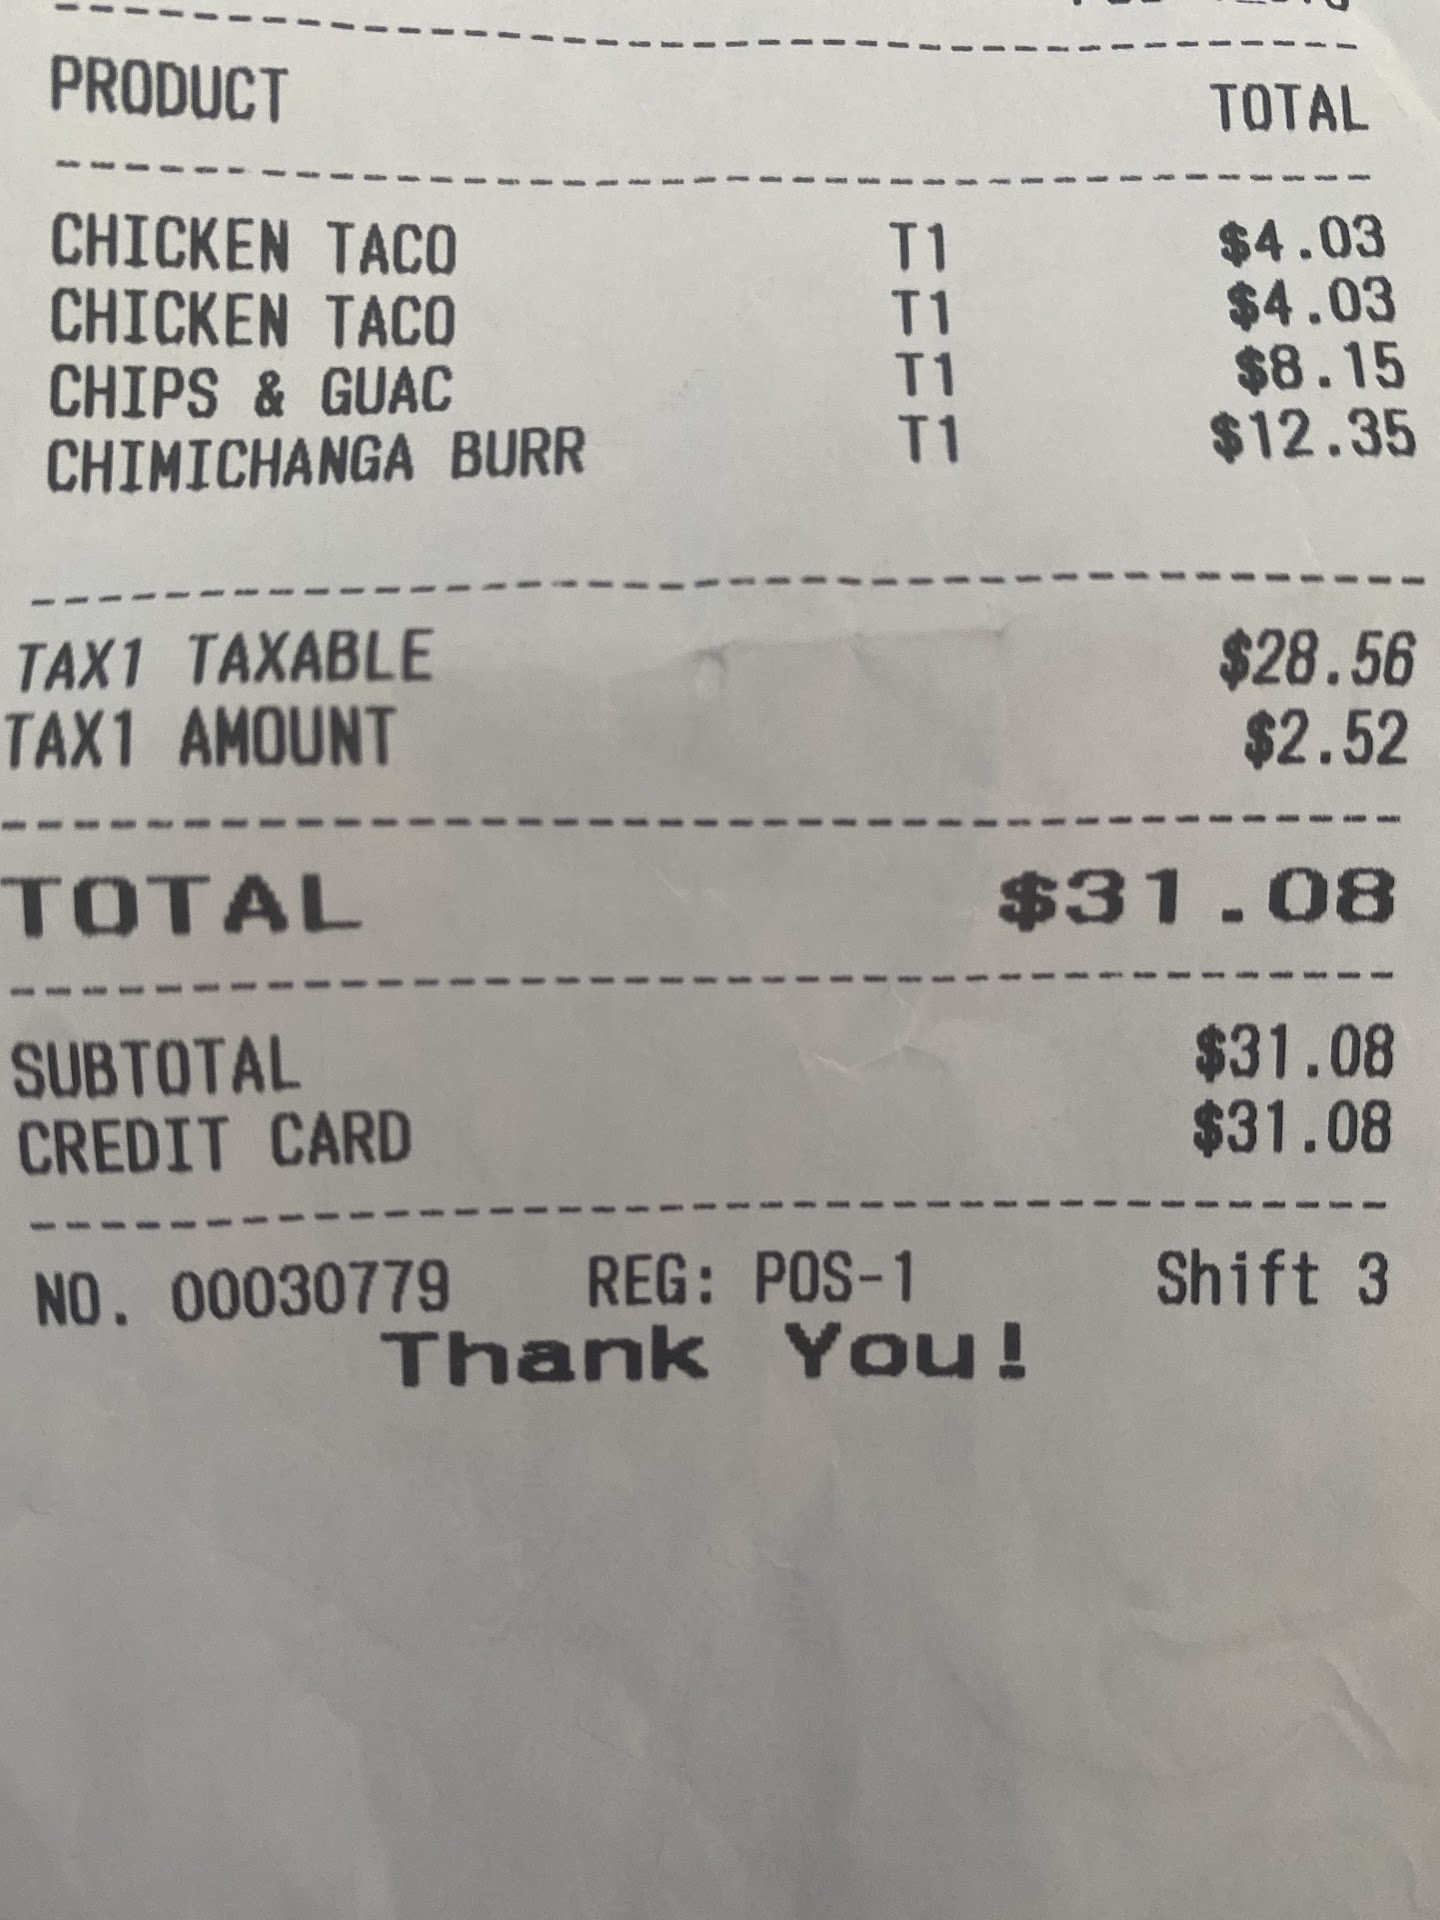 PRODUCT TOTAL
CHICKEN TACO T1 $4.03
CHICKEN TACO T1 $4.03
CHIPS & GUAC T1 $8.15
CHIMICHANGA BURR T1 $12.35
TAX1 TAXABLE $28.56
TAX1 AMOUNT $2.52
TOTAL $31.08
SUBTOTAL $31.08
CREDIT CARD $31.08
NO. 00030779 REG: POS-1 Shift 3
Thank You!